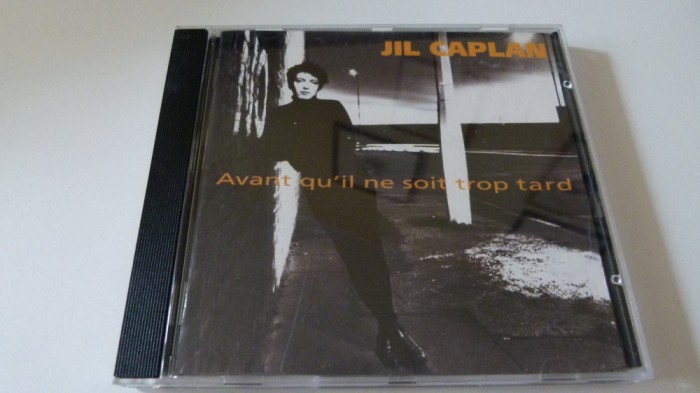 JIL CAPLAN
Avant qu'il ne soit trop tard